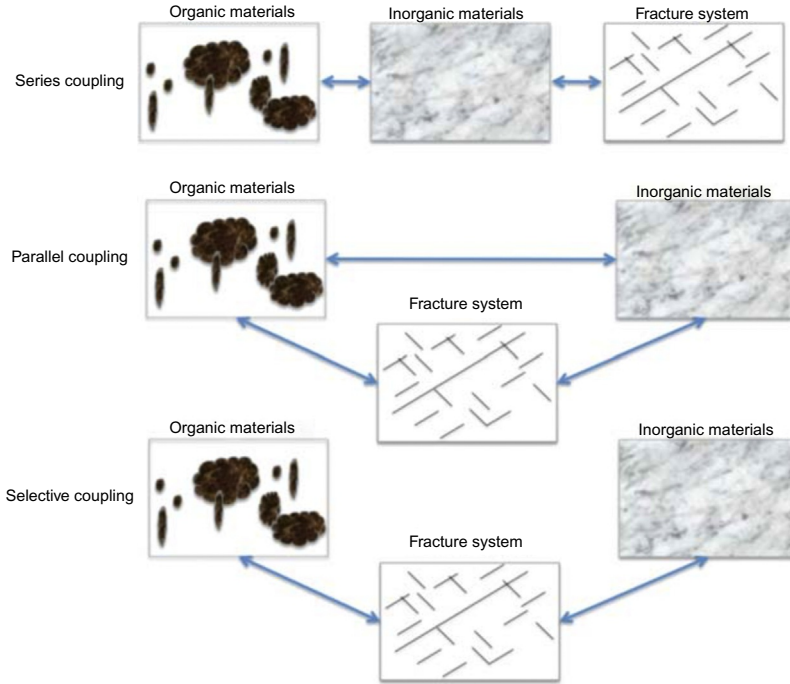 Organic materials
Inorganic materials
Fracture system
Series coupling
Organic materials
Inorganic materials
Parallel coupling
Fracture system
Organic materials
Inorganic materials
Selective coupling
Fracture system